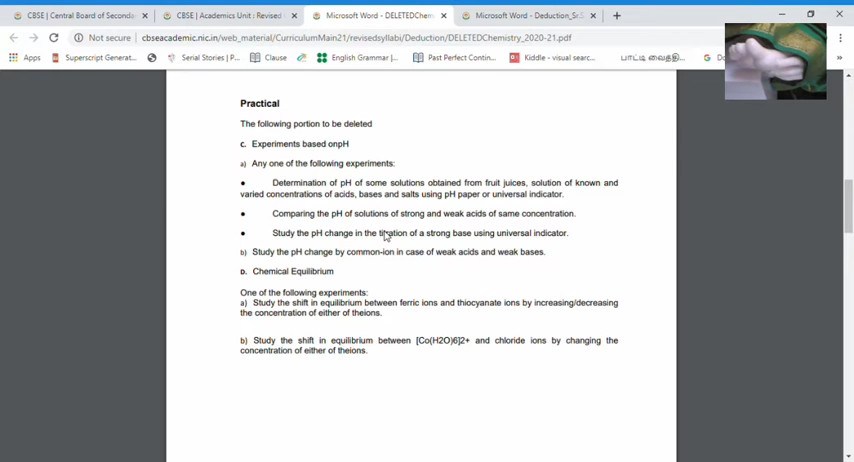 CBSE | Central Board of Seconda
CBSE | Academics Unit : Revised
Microsoft Word - DELETEDChem
Microsoft Word - Deduction_Sr.S
Not secure | cbseacademic.nic.in/web_material/CurriculumMain21/revisedsyllabi/Deduction/DELETEDChemistry_2020-21.pdf
Apps
Superscript Generat...
Serial Stories | P...
Clause
English Grammar |...
Past Perfect Contin...
Kiddle - visual searc...
பாட்டி வைத்தி...
Practical
The following portion to be deleted
C. Experiments based onpH
a) Any one of the following experiments:
● Determination of pH of some solutions obtained from fruit juices, solution of known and
varied concentrations of acids, bases and salts using pH paper or universal indicator.
● Comparing the pH of solutions of strong and weak acids of same concentration.
● Study the pH change in the titration of a strong base using universal indicator.
b) Study the pH change by common-ion in case of weak acids and weak bases.
D. Chemical Equilibrium
One of the following experiments:
a) Study the shift in equilibrium between ferric ions and thiocyanate ions by increasing/decreasing
the concentration of either of theions.
b) Study the shift in equilibrium between [Co(H2O)6]2+ and chloride ions by changing the
concentration of either of theions.